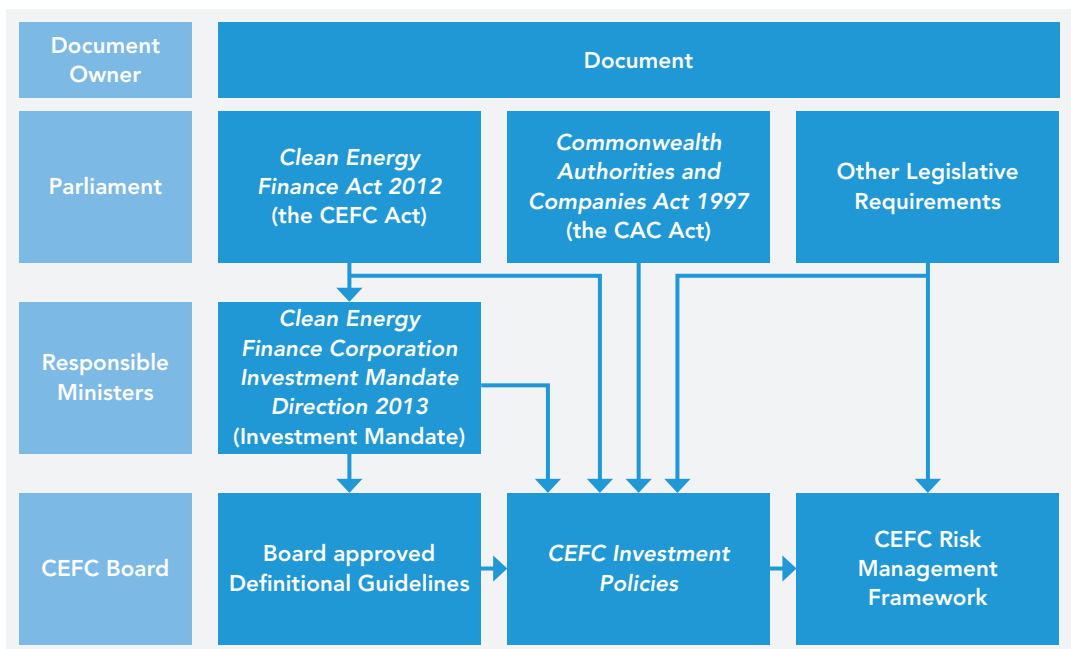 Document
Owner
Document
Parliament
Clean Energy
Finance Act 2012
(the CEFC Act)
Commonwealth
Authorities and
Companies Act 1997
(the CAC Act)
Other Legislative
Requirements
Responsible
Ministers
Clean Energy
Finance Corporation
Investment Mandate
Direction 2013
(Investment Mandate)
CEFC Board
Board approved
Definitional Guidelines
CEFC Investment
Policies
CEFC Risk
Management
Framework